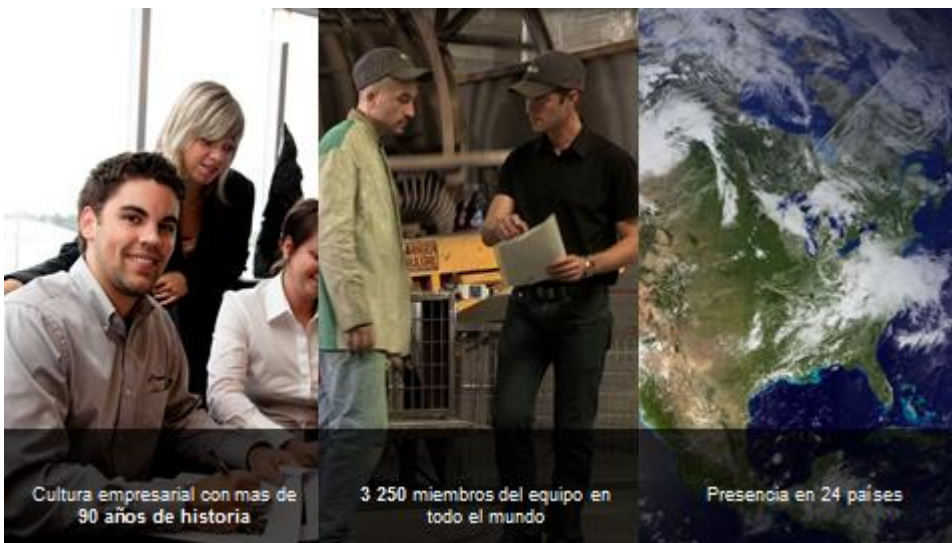 Cultura empresarial con mas de
90 años de historia
3 250 miembros del equipo en
todo el mundo
Presencia en 24 países